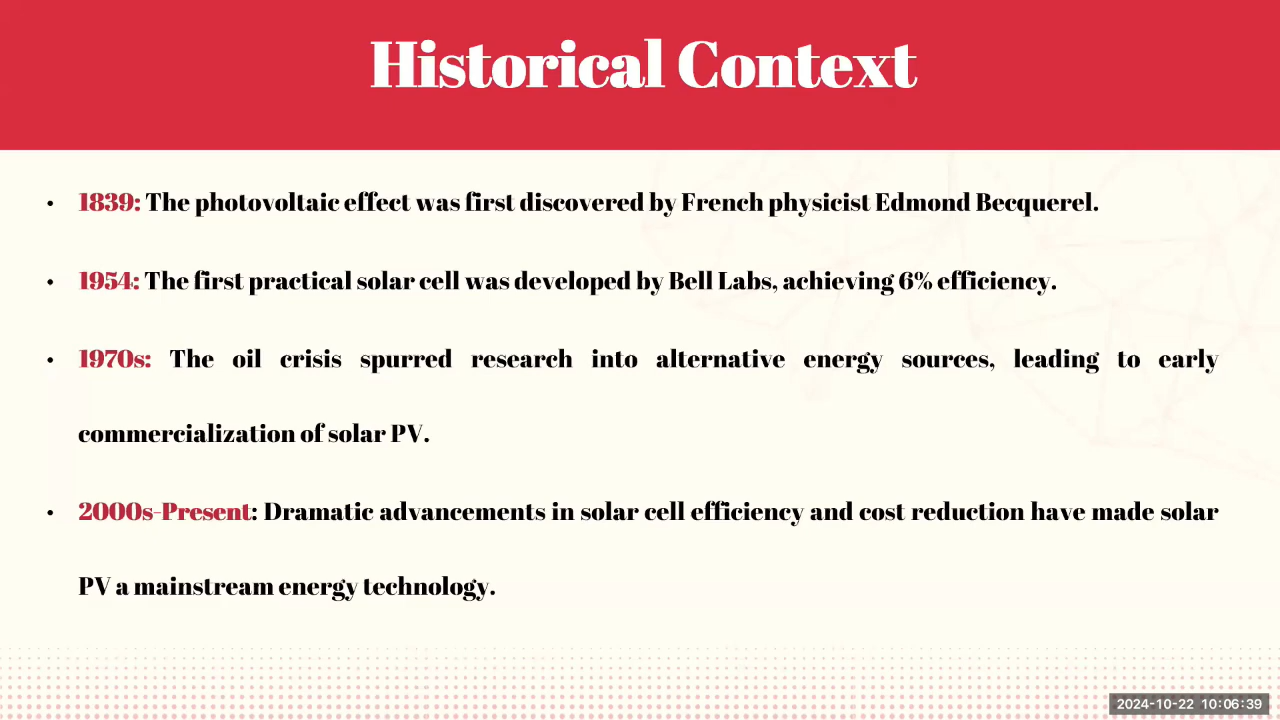 Historical Context
• 1839: The photovoltaic effect was first discovered by French physicist Edmond Becquerel.
• 1954: The first practical solar cell was developed by Bell Labs, achieving 6% efficiency.
• 1970s: The oil crisis spurred research into alternative energy sources, leading to early
commercialization of solar PV.
• 2000s-Present: Dramatic advancements in solar cell efficiency and cost reduction have made solar
PV a mainstream energy technology.
2024-10-22 10:06:39